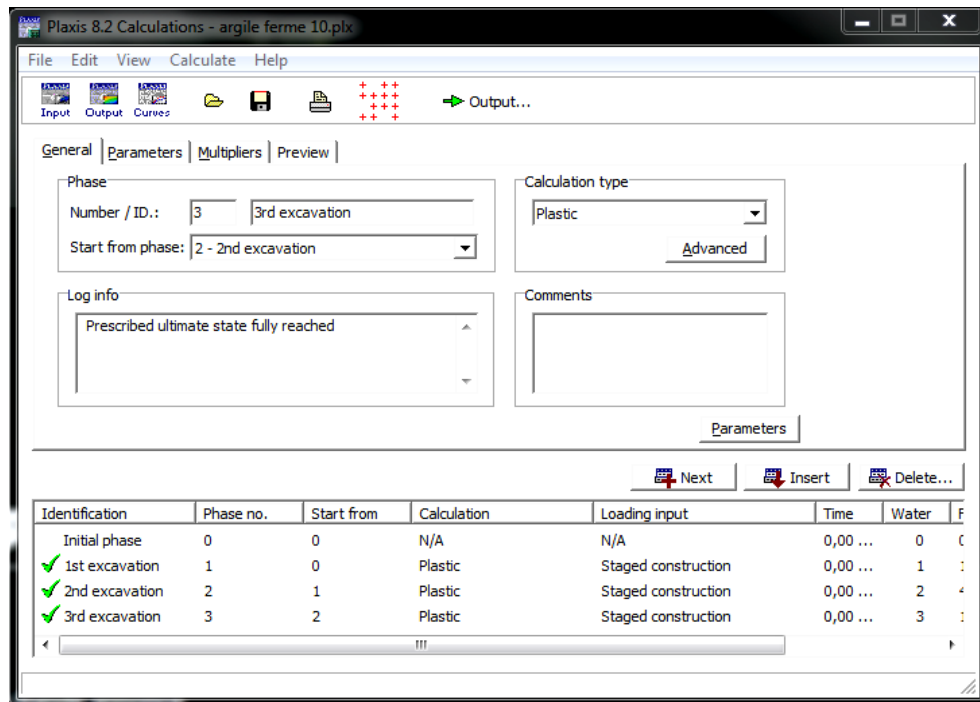 Plaxis 8.2 Calculations - argile ferme 10.plx
File Edit View Calculate Help
Input Output Curves Output...
General Parameters Multipliers Preview
Phase Calculation type
Number / ID.: 3 3rd excavation Plastic
Start from phase: 2 - 2nd excavation Advanced
Log info Comments
Prescribed ultimate state fully reached
Parameters
Next Insert Delete...
Identification Phase no. Start from Calculation Loading input Time Water F
Initial phase 0 0 N/A N/A 0,00 ... 0
1st excavation 1 0 Plastic Staged construction 0,00 ... 1
2nd excavation 2 1 Plastic Staged construction 0,00 ... 2
3rd excavation 3 2 Plastic Staged construction 0,00 ... 3